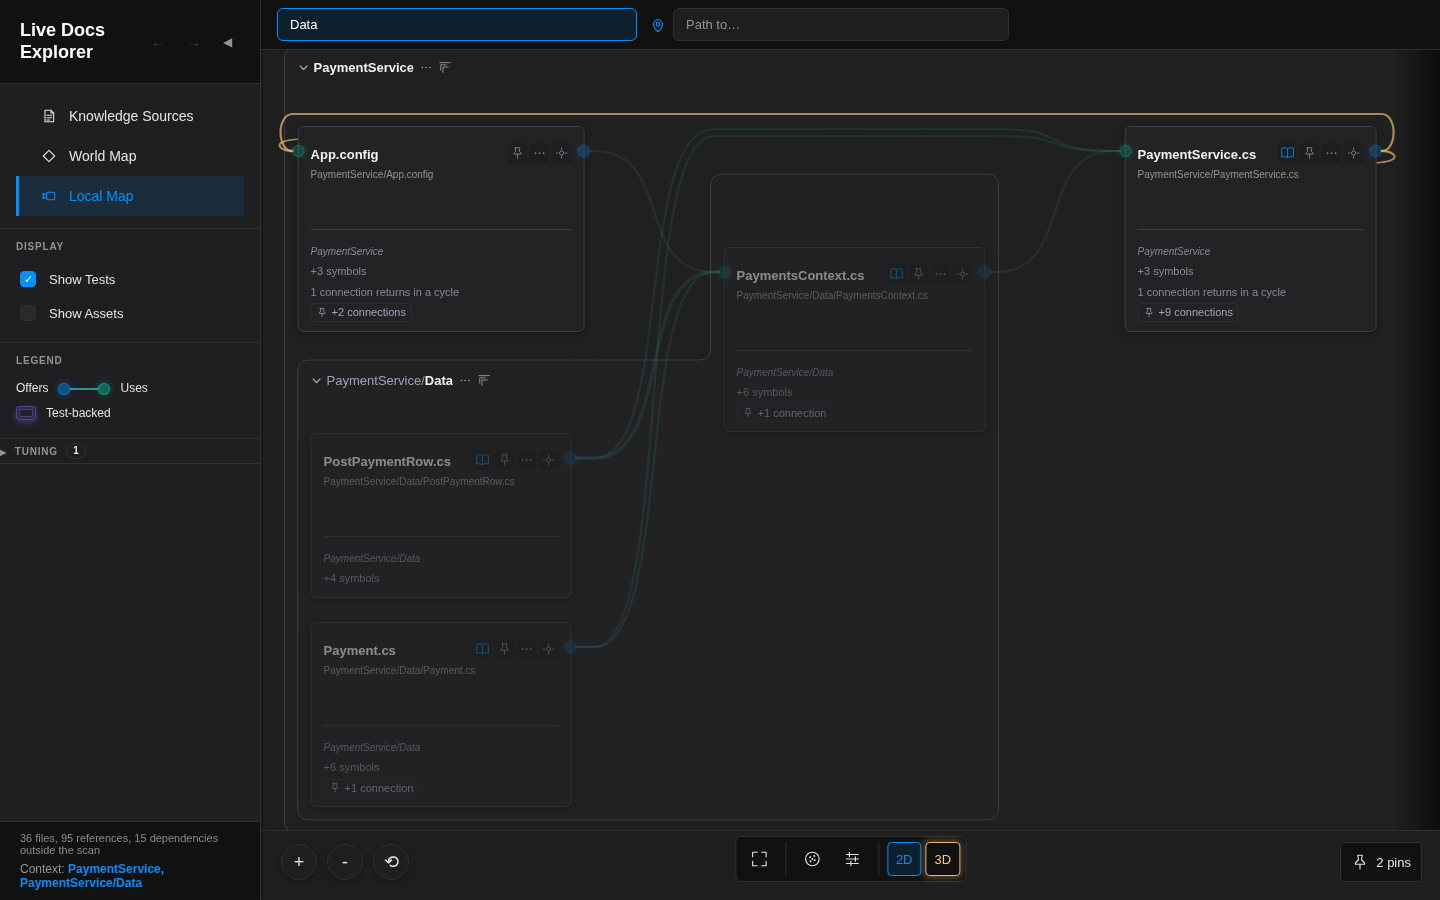 Live Docs
Explorer
Data
Path to…
Knowledge Sources
World Map
Local Map
DISPLAY
✓ Show Tests
Show Assets
LEGEND
Offers Uses
Test-backed
TUNING 1
36 files, 95 references, 15 dependencies
outside the scan
Context: PaymentService,
PaymentService/Data
PaymentService
App.config
PaymentService/App.config
PaymentService
+3 symbols
1 connection returns in a cycle
+2 connections
PaymentService.cs
PaymentService/PaymentService.cs
PaymentService
+3 symbols
1 connection returns in a cycle
+9 connections
PaymentsContext.cs
PaymentService/Data/PaymentsContext.cs
PaymentService/Data
+6 symbols
+1 connection
PaymentService/Data
PostPaymentRow.cs
PaymentService/Data/PostPaymentRow.cs
PaymentService/Data
+4 symbols
Payment.cs
PaymentService/Data/Payment.cs
PaymentService/Data
+6 symbols
+1 connection
+ -
2D 3D
2 pins